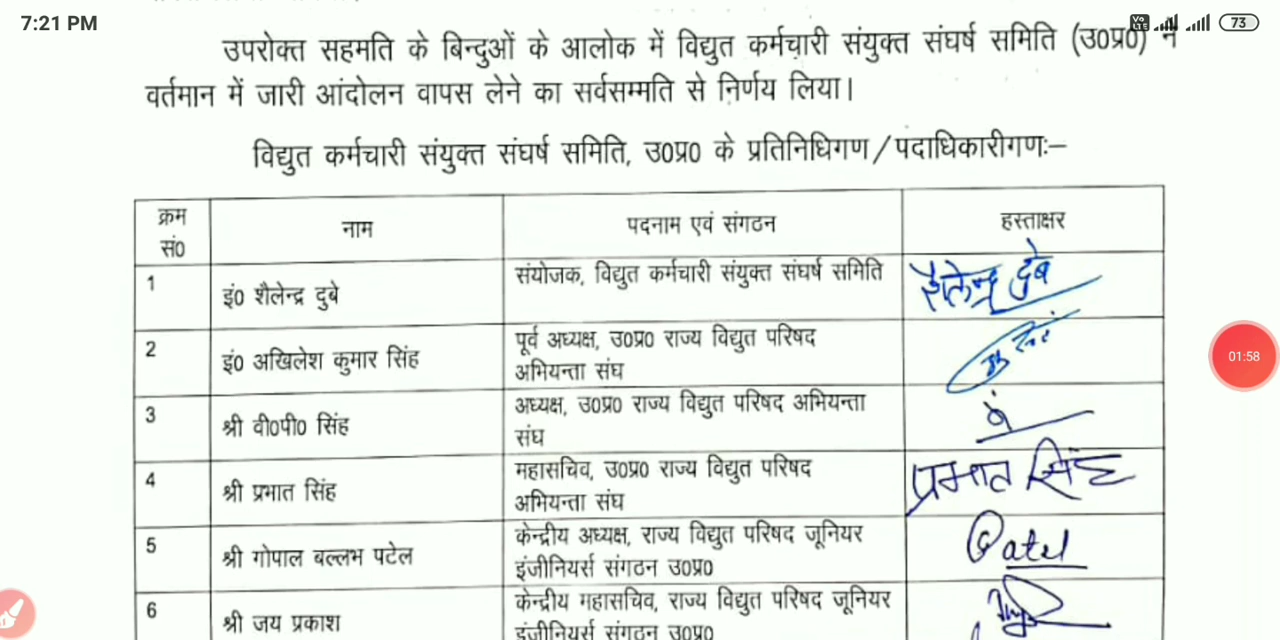 7:21 PM
73
उपरोक्त सहमति के बिन्दुओं के आलोक में विद्युत कर्मचारी संयुक्त संघर्ष समिति (उ0प्र0) ने
वर्तमान में जारी आंदोलन वापस लेने का सर्वसम्मति से निर्णय लिया।
विद्युत कर्मचारी संयुक्त संघर्ष समिति, उ0प्र0 के प्रतिनिधिगण/पदाधिकारीगणः–
क्रम सं0 नाम पदनाम एवं संगठन हस्ताक्षर
1 इं0 शैलेन्द्र दुबे संयोजक, विद्युत कर्मचारी संयुक्त संघर्ष समिति शैलेन्द्र दुबे
2 इं0 अखिलेश कुमार सिंह पूर्व अध्यक्ष, उ0प्र0 राज्य विद्युत परिषद
अभियन्ता संघ
3 श्री वी0पी0 सिंह अध्यक्ष, उ0प्र0 राज्य विद्युत परिषद अभियन्ता
संघ
4 श्री प्रभात सिंह महासचिव, उ0प्र0 राज्य विद्युत परिषद
अभियन्ता संघ प्रभात सिंह
5 श्री गोपाल बल्लभ पटेल केन्द्रीय अध्यक्ष, राज्य विद्युत परिषद जूनियर
इंजीनियर्स संगठन उ0प्र0 Patel
6 श्री जय प्रकाश केन्द्रीय महासचिव, राज्य विद्युत परिषद जूनियर
इंजीनियर्स संगठन उ0प्र0
01:58